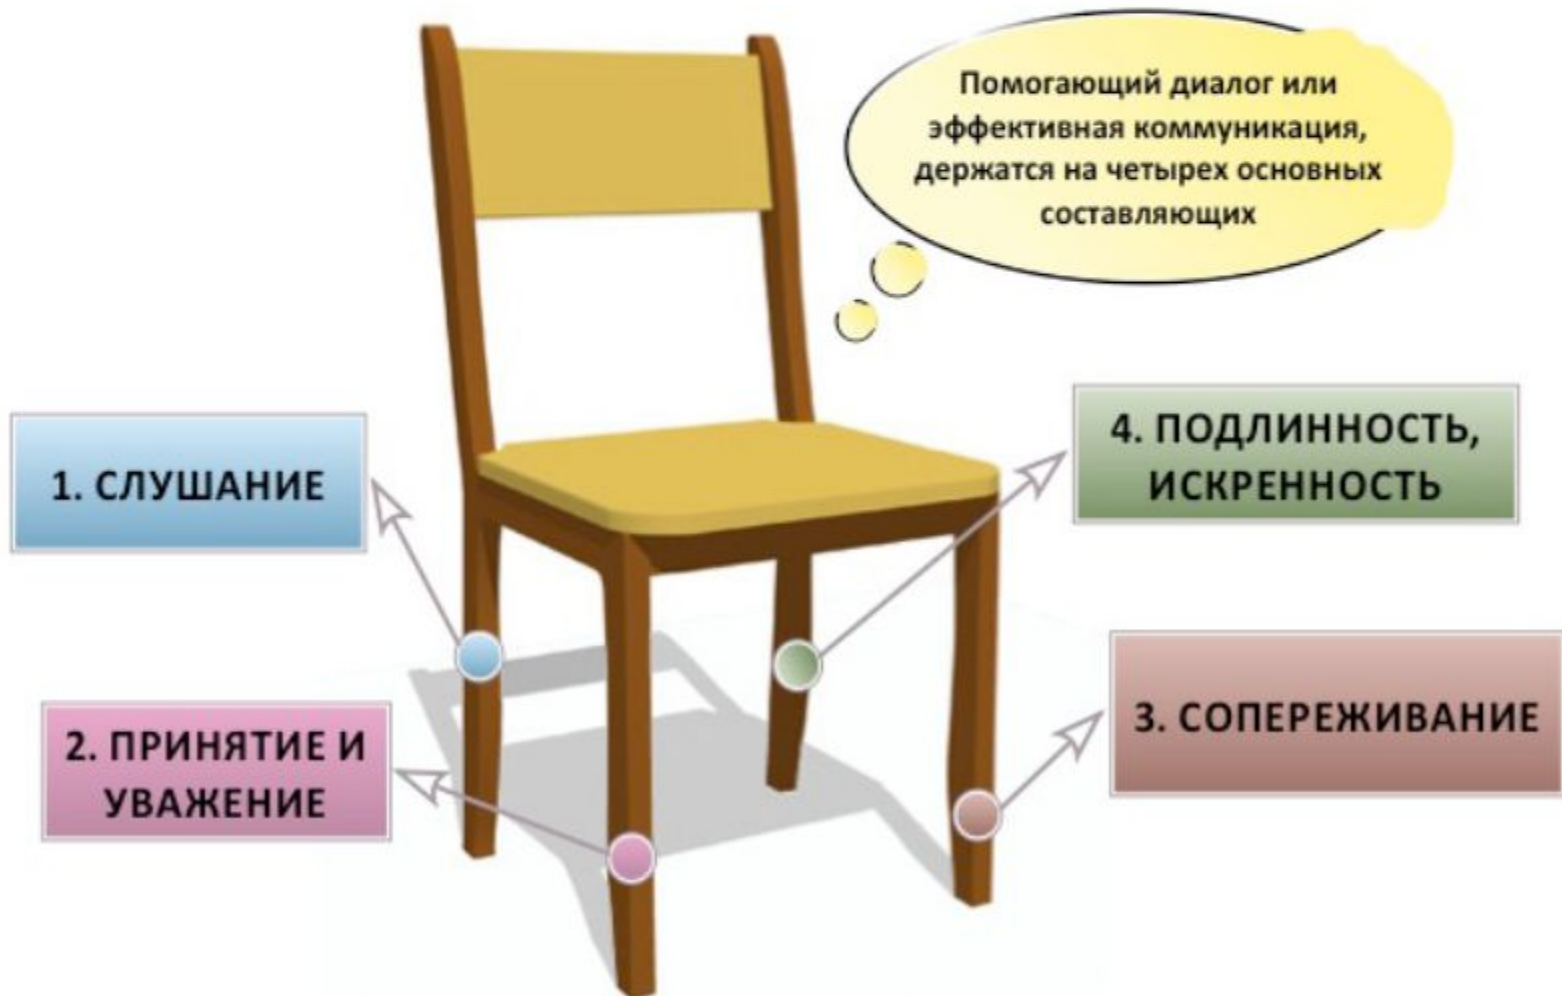 Помогающий диалог или
эффективная коммуникация,
держатся на четырех основных
составляющих
1. СЛУШАНИЕ
4. ПОДЛИННОСТЬ,
ИСКРЕННОСТЬ
2. ПРИНЯТИЕ И
УВАЖЕНИЕ
3. СОПЕРЕЖИВАНИЕ